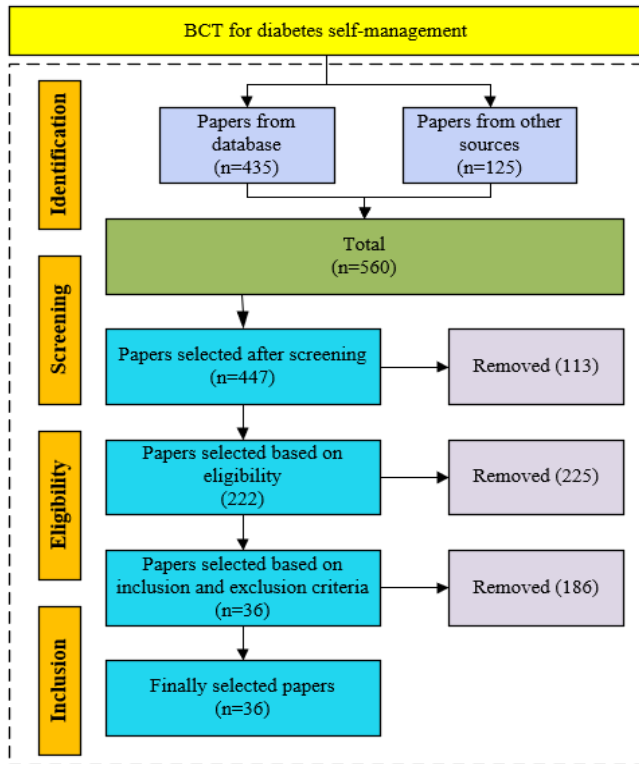 BCT for diabetes self-management
Identification
Papers from
database
(n=435)
Papers from other
sources
(n=125)
Total
(n=560)
Screening
Papers selected after screening
(n=447)
Removed (113)
Eligibility
Papers selected based on
eligibility
(222)
Removed (225)
Papers selected based on
inclusion and exclusion criteria
(n=36)
Removed (186)
Inclusion
Finally selected papers
(n=36)